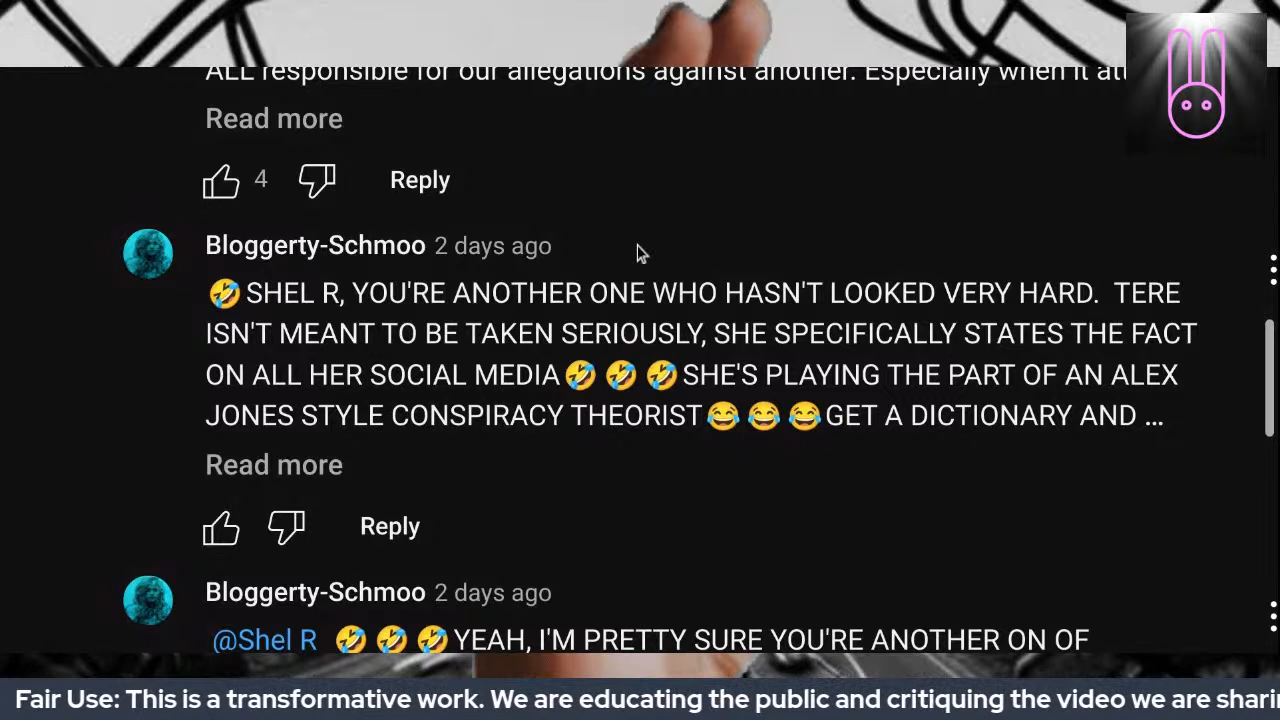 ALL responsible for our allegations against another. Especially when it
Read more
4 Reply
Bloggerty-Schmoo 2 days ago
🤣SHEL R, YOU'RE ANOTHER ONE WHO HASN'T LOOKED VERY HARD. TERE
ISN'T MEANT TO BE TAKEN SERIOUSLY, SHE SPECIFICALLY STATES THE FACT
ON ALL HER SOCIAL MEDIA🤣🤣🤣SHE'S PLAYING THE PART OF AN ALEX
JONES STYLE CONSPIRACY THEORIST😂😂😂GET A DICTIONARY AND ...
Read more
Reply
Bloggerty-Schmoo 2 days ago
@Shel R 🤣🤣🤣YEAH, I'M PRETTY SURE YOU'RE ANOTHER ON OF
Fair Use: This is a transformative work. We are educating the public and critiquing the video we are shari